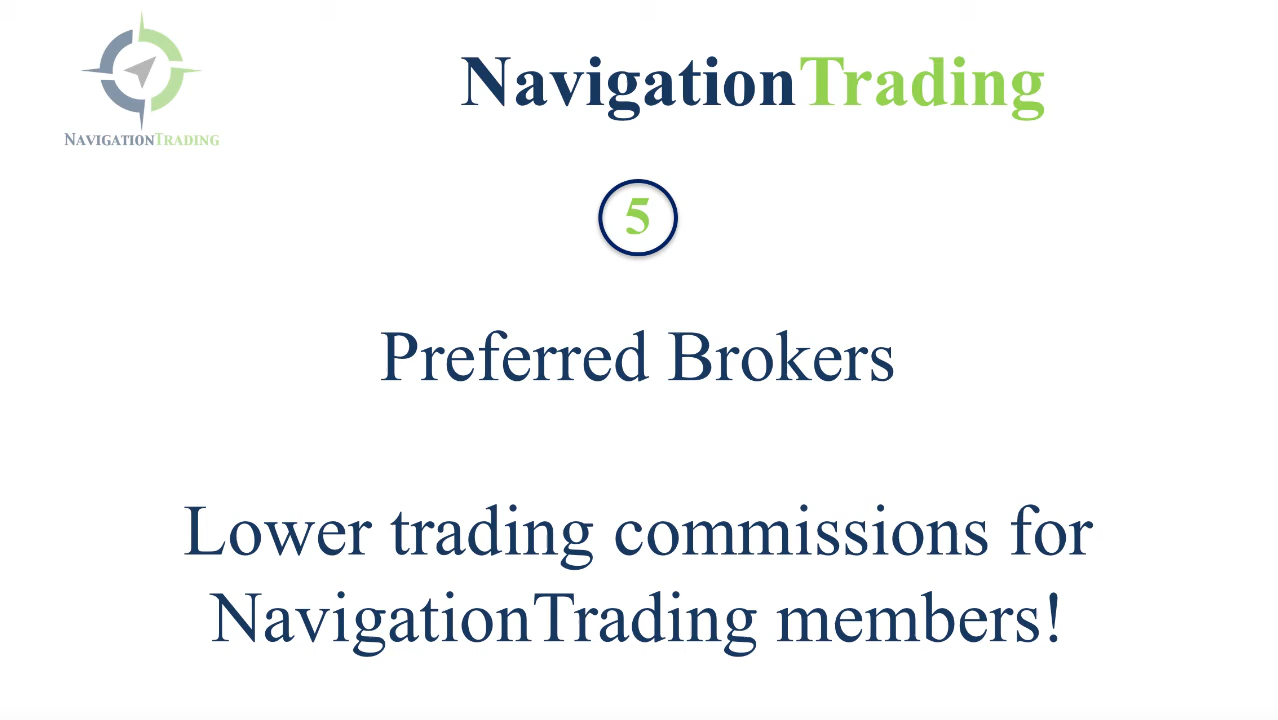 NavigationTrading
NAVIGATIONTRADING
5
Preferred Brokers
Lower trading commissions for
NavigationTrading members!